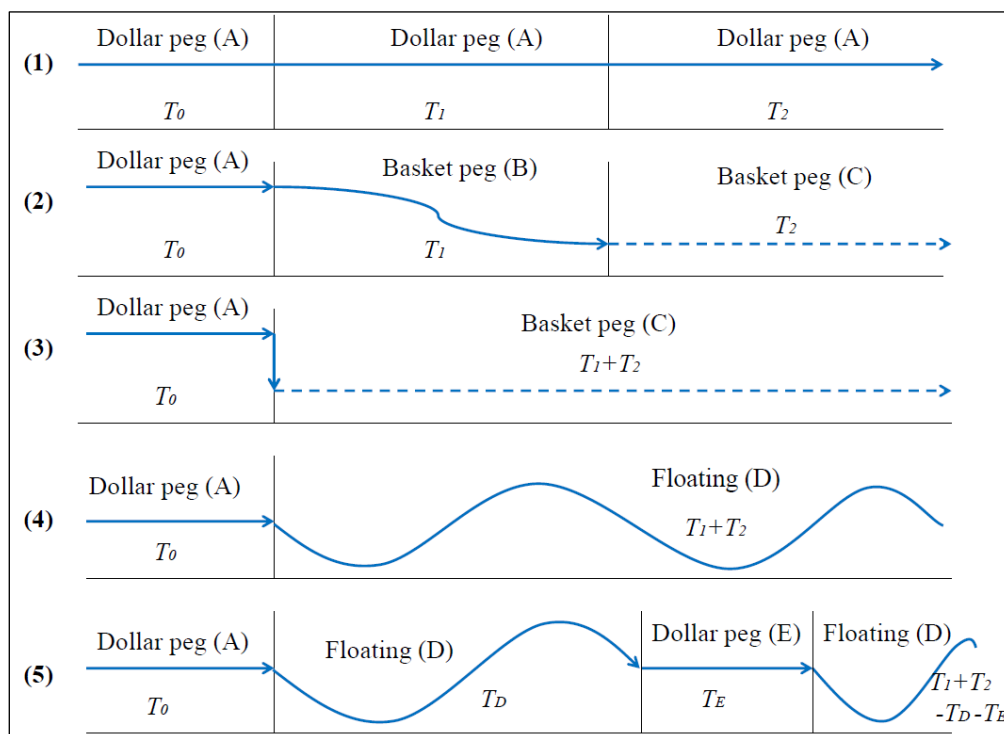 Dollar peg (A) Dollar peg (A) Dollar peg (A)
(1)
T0 T1 T2
Dollar peg (A) Basket peg (B) Basket peg (C)
(2)
T2
T0 T1
Dollar peg (A) Basket peg (C)
(3)
T1+T2
T0
Dollar peg (A) Floating (D)
(4)
T1+T2
T0
Dollar peg (A) Floating (D) Dollar peg (E) Floating (D)
(5)
T0 TD TE T1+T2
-TD -TE